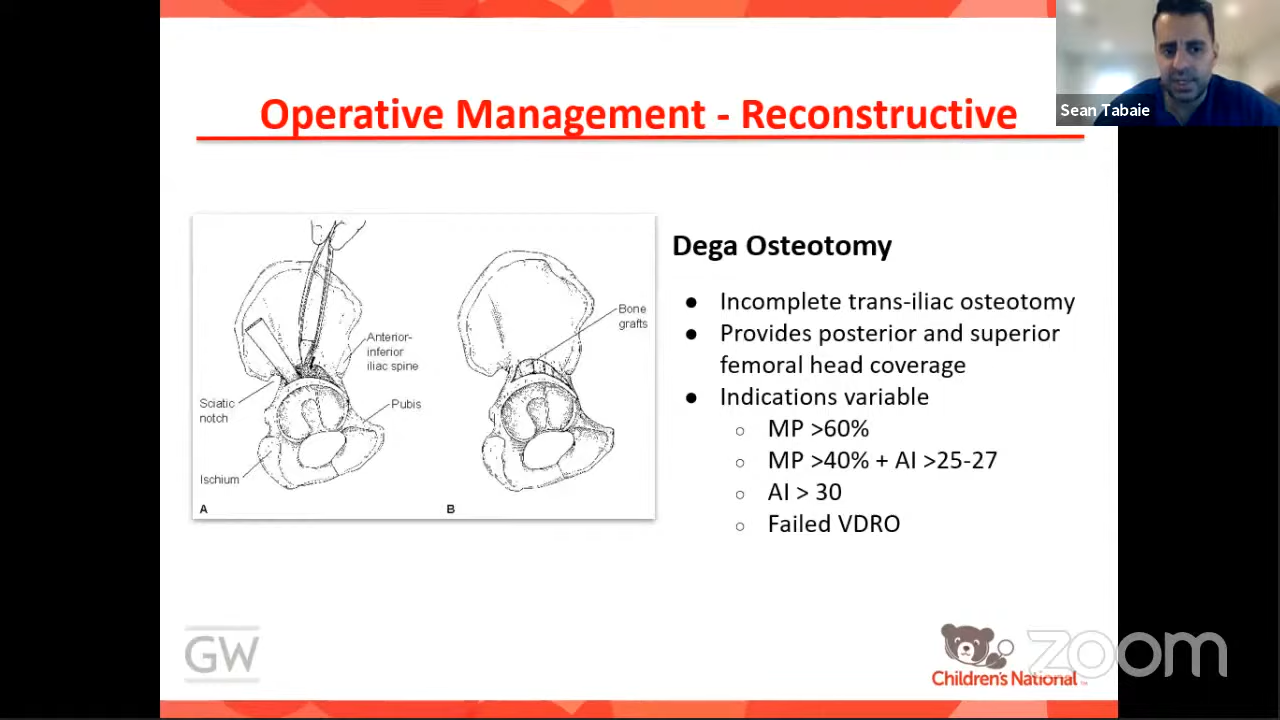 Operative Management - Reconstructive
Sean Tabaie
Dega Osteotomy
● Incomplete trans-iliac osteotomy
● Provides posterior and superior
femoral head coverage
● Indications variable
○ MP >60%
○ MP >40% + AI >25-27
○ AI > 30
○ Failed VDRO
Anterior-
inferior
iliac spine
Sciatic
notch
Pubis
Ischium
A
Bone
grafts
B
GW
Children's National
zoom